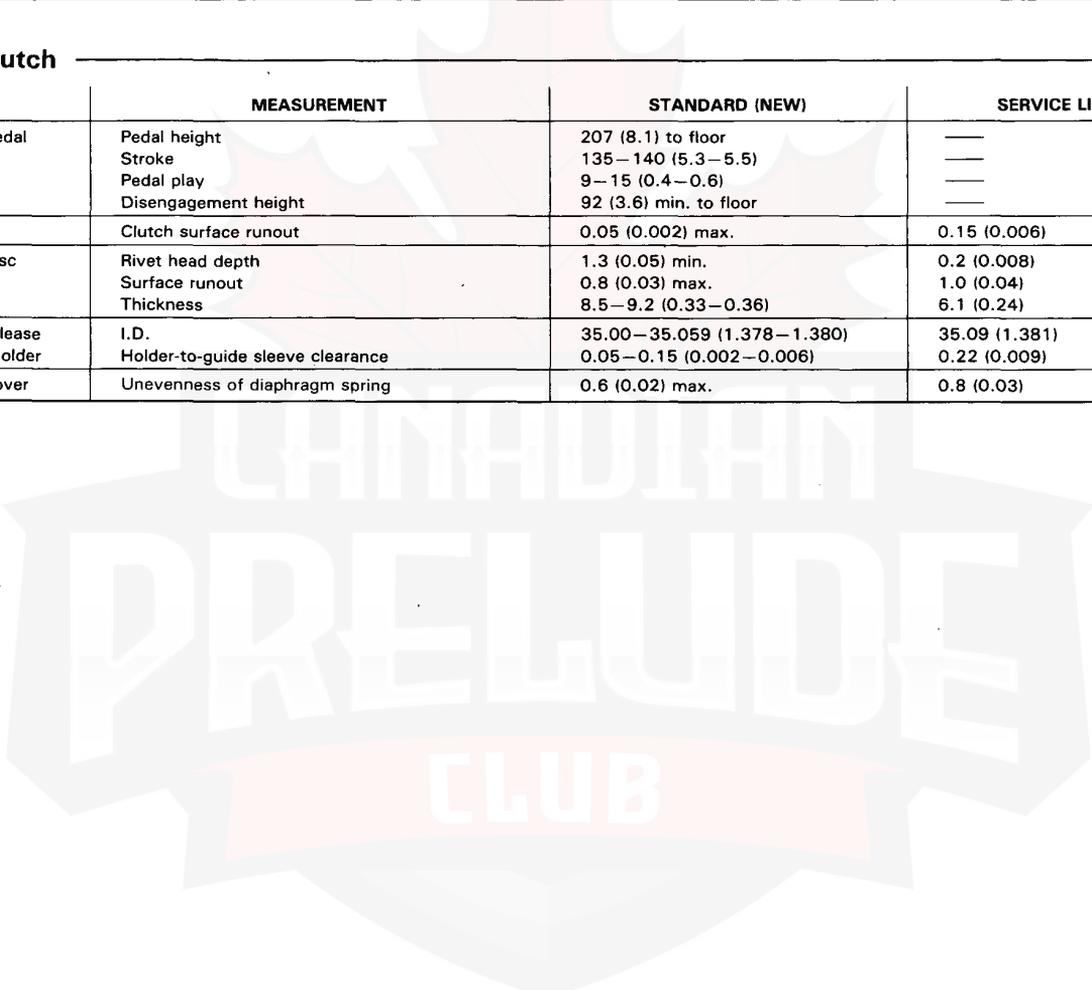 utch
MEASUREMENT STANDARD (NEW) SERVICE LI
edal Pedal height 207 (8.1) to floor ——
Stroke 135—140 (5.3—5.5) ——
Pedal play 9—15 (0.4—0.6) ——
Disengagement height 92 (3.6) min. to floor ——
Clutch surface runout 0.05 (0.002) max. 0.15 (0.006)
sc Rivet head depth 1.3 (0.05) min. 0.2 (0.008)
Surface runout 0.8 (0.03) max. 1.0 (0.04)
Thickness 8.5—9.2 (0.33—0.36) 6.1 (0.24)
lease I.D. 35.00—35.059 (1.378—1.380) 35.09 (1.381)
older Holder-to-guide sleeve clearance 0.05—0.15 (0.002—0.006) 0.22 (0.009)
over Unevenness of diaphragm spring 0.6 (0.02) max. 0.8 (0.03)
CANADIAN
PRELUDE
CLUB